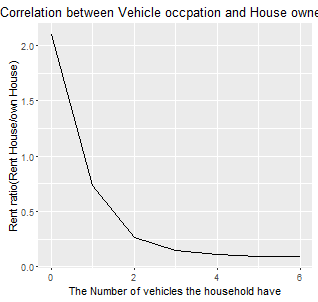 Correlation between Vehicle occpation and House owne
Rent ratio(Rent House/own House)
2.0
1.5
1.0
0.5
0.0
0 2 4 6
The Number of vehicles the household have